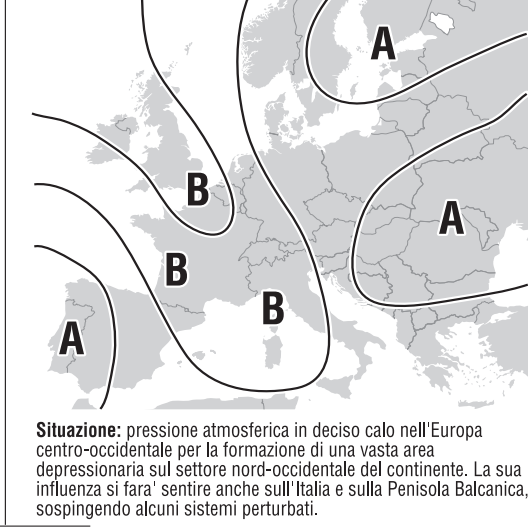 A
B
A
B
B
A
Situazione: pressione atmosferica in deciso calo nell'Europa
centro-occidentale per la formazione di una vasta area
depressionaria sul settore nord-occidentale del continente. La sua
influenza si fara' sentire anche sull'Italia e sulla Penisola Balcanica,
sospingendo alcuni sistemi perturbati.